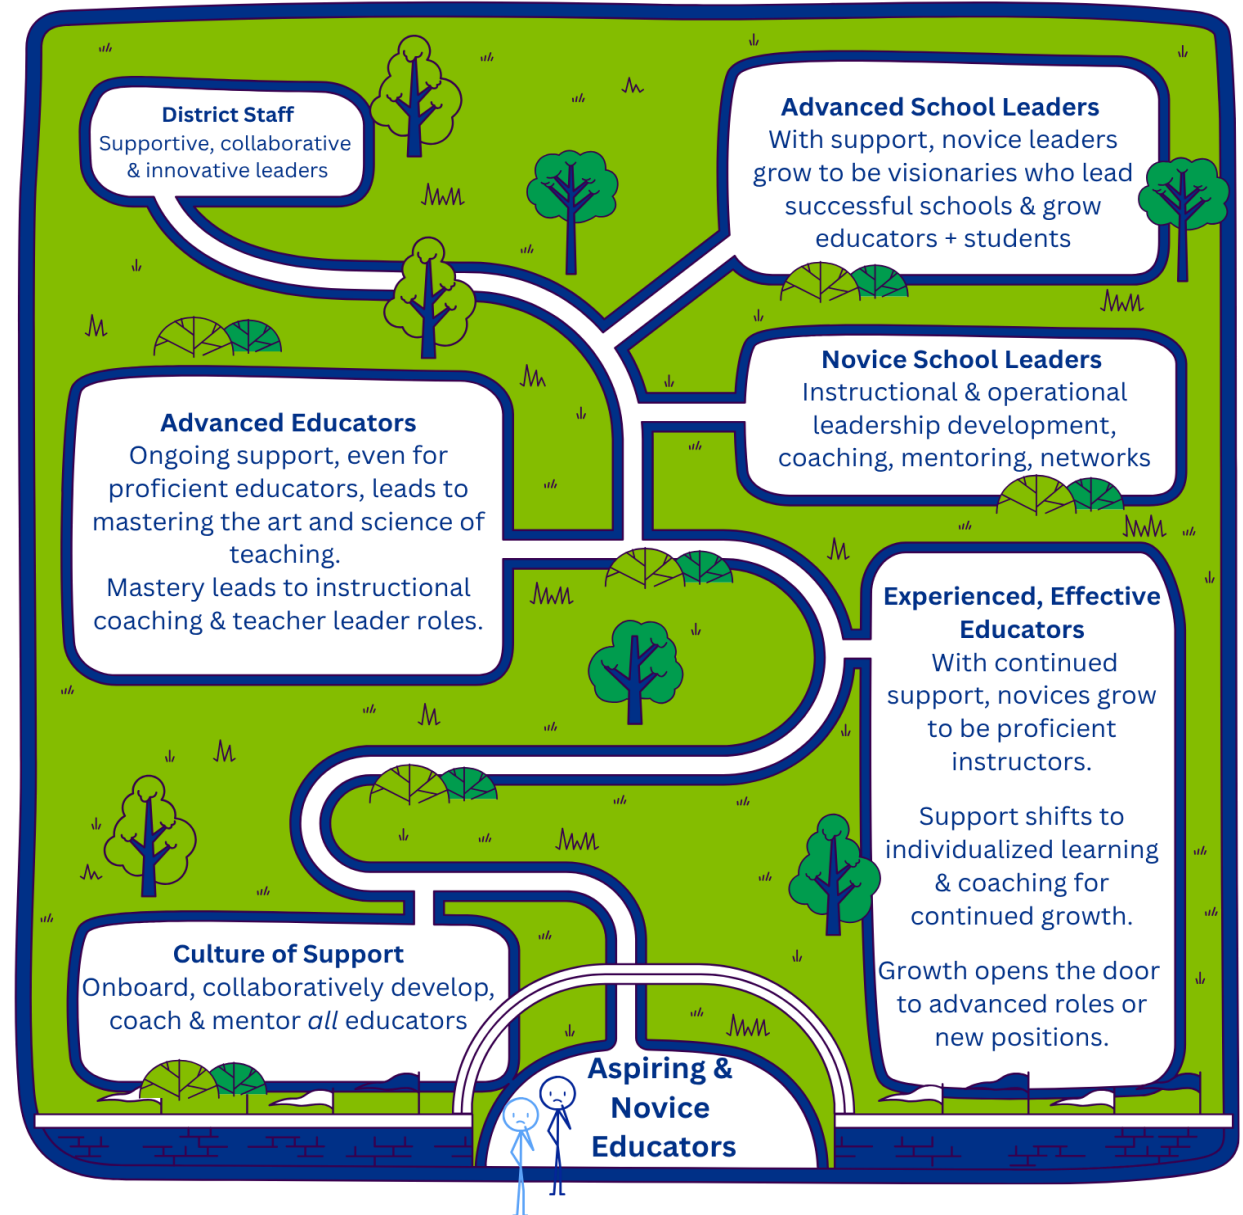 District Staff
Supportive, collaborative
& innovative leaders
Advanced School Leaders
With support, novice leaders
grow to be visionaries who lead
successful schools & grow
educators + students
Novice School Leaders
Instructional & operational
leadership development,
coaching, mentoring, networks
Advanced Educators
Ongoing support, even for
proficient educators, leads to
mastering the art and science of
teaching.
Mastery leads to instructional
coaching & teacher leader roles.
Experienced, Effective
Educators
With continued
support, novices grow
to be proficient
instructors.
Support shifts to
individualized learning
& coaching for
continued growth.
Growth opens the door
to advanced roles or
new positions.
Culture of Support
Onboard, collaboratively develop,
coach & mentor all educators
Aspiring &
Novice
Educators